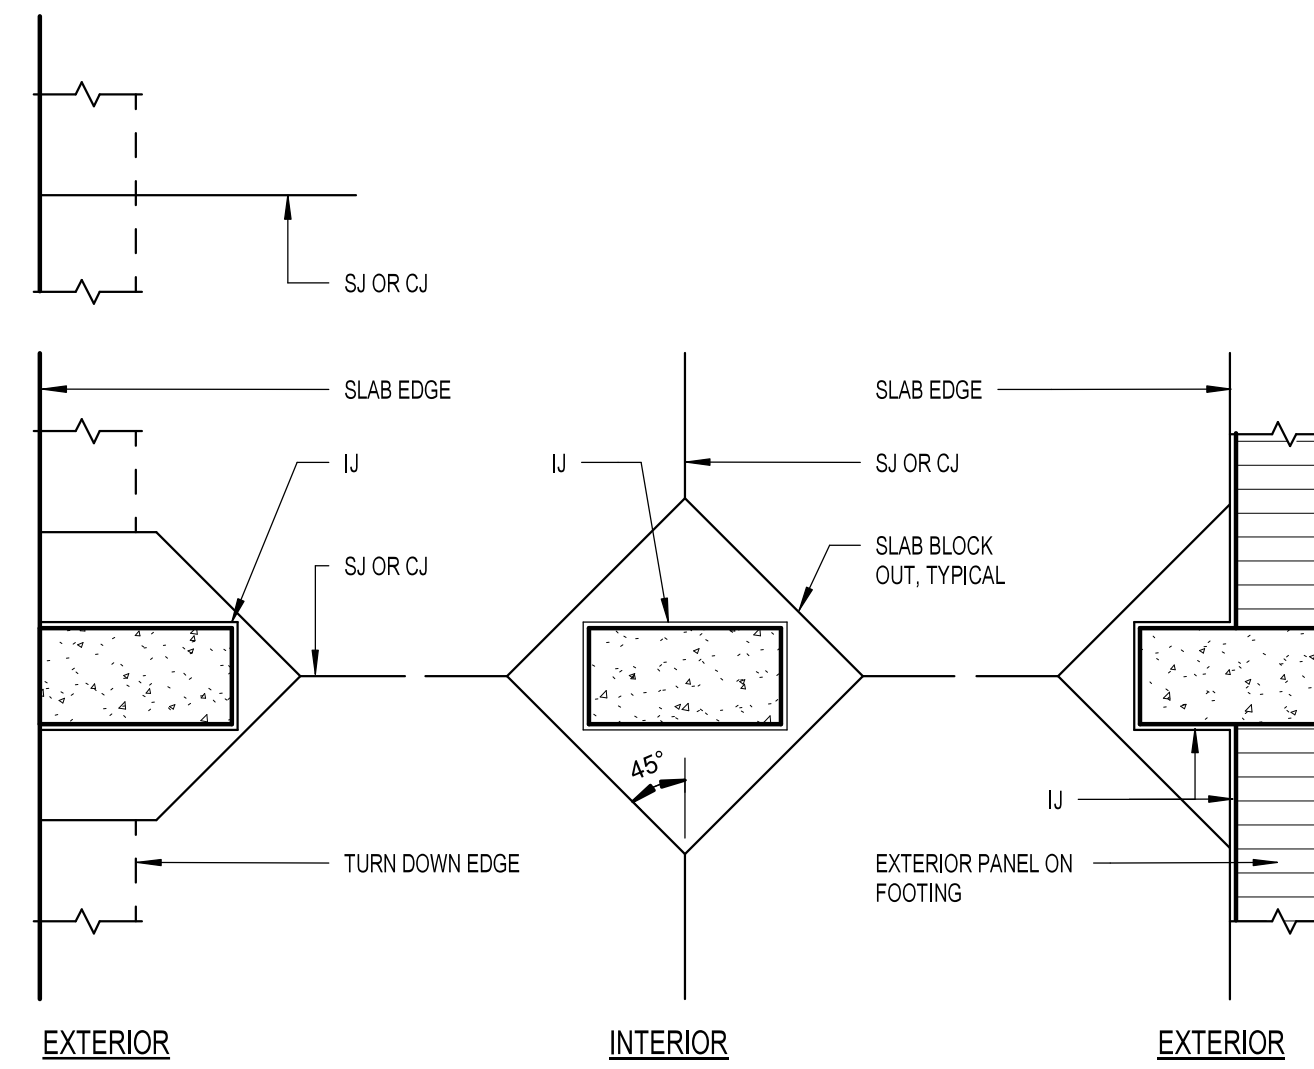 SJ OR CJ
SLAB EDGE
SLAB EDGE
IJ
IJ
SJ OR CJ
SJ OR CJ
SLAB BLOCK
OUT, TYPICAL
45°
IJ
TURN DOWN EDGE
EXTERIOR PANEL ON
FOOTING
EXTERIOR
INTERIOR
EXTERIOR